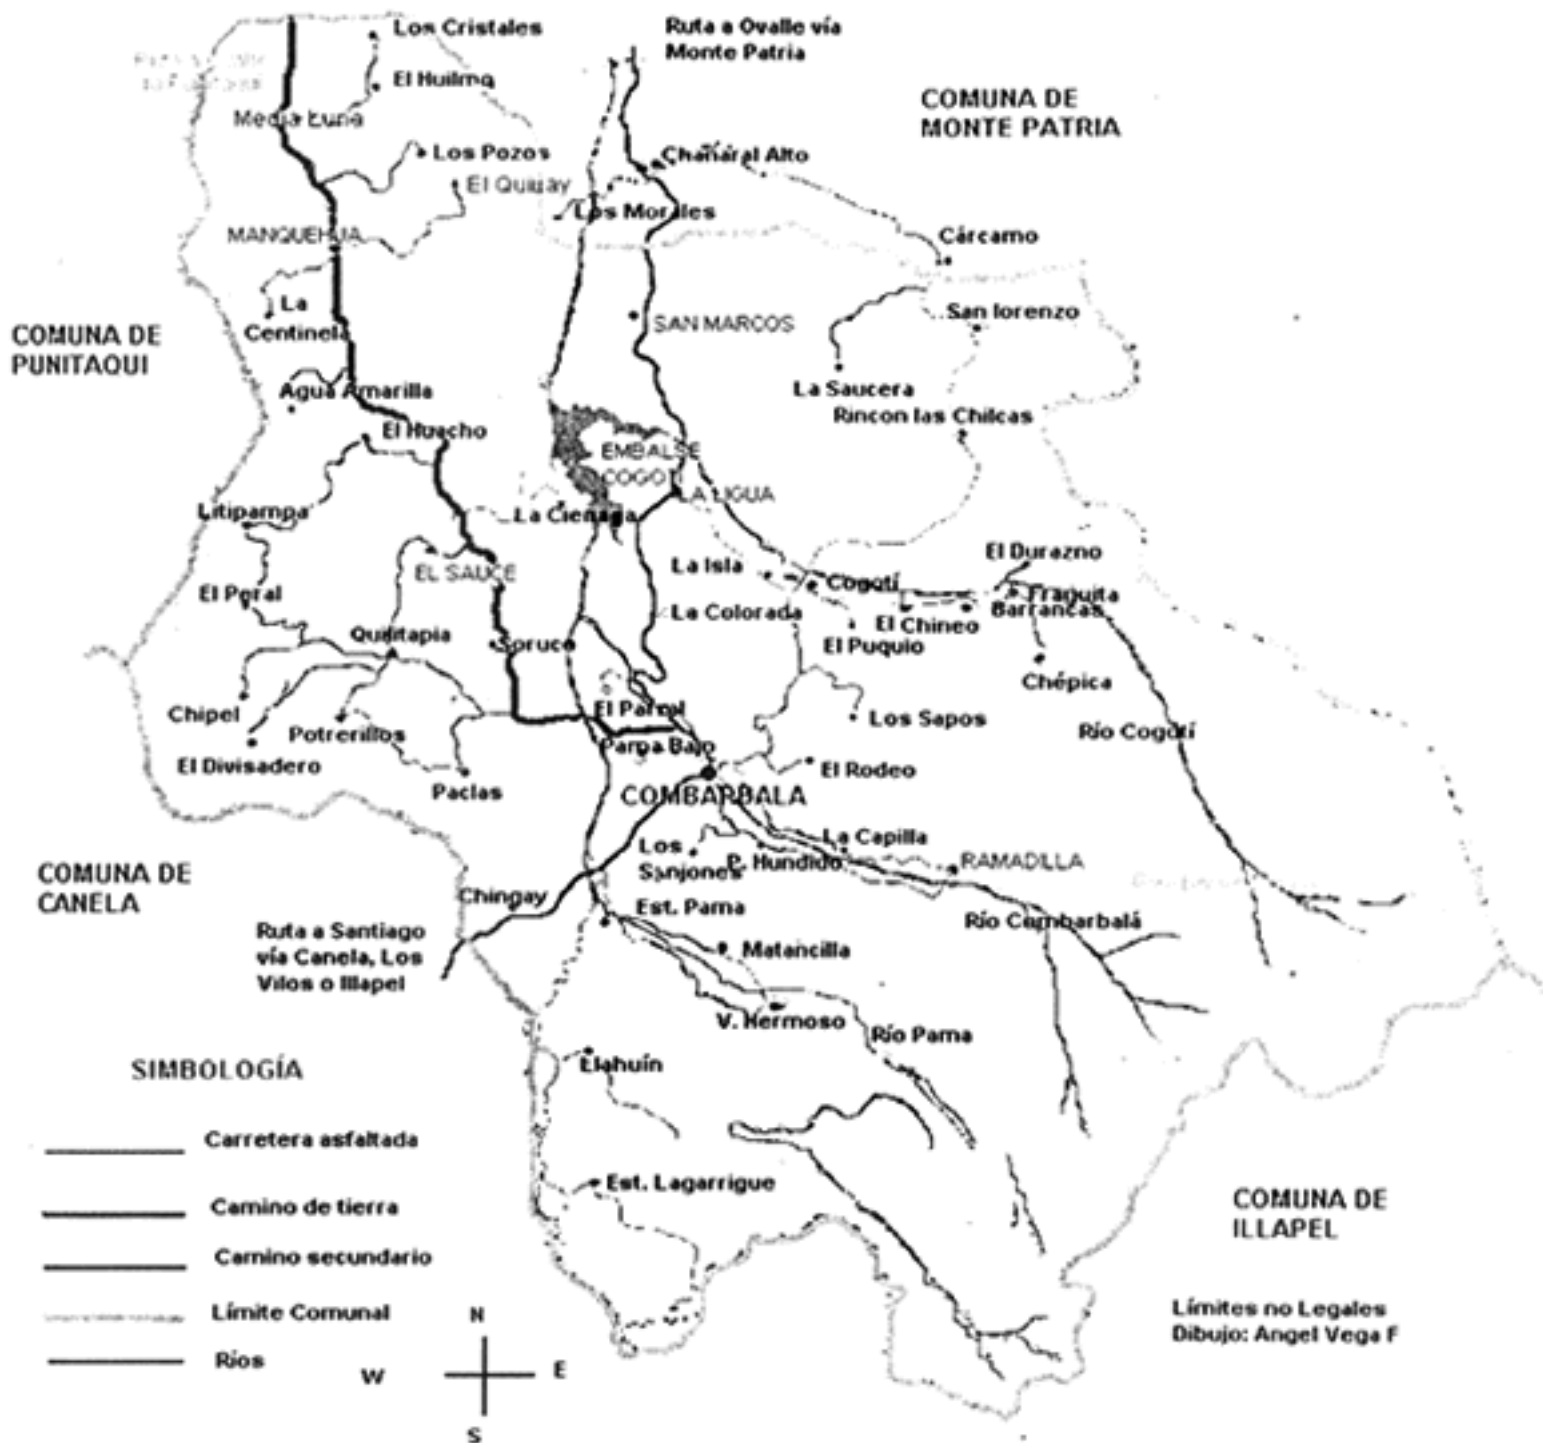 Los Cristales
Ruta a Ovalle vía
Monte Patria
El Huilmo
COMUNA DE
MONTE PATRIA
Media Luna
Los Pozos
Chañaral Alto
El Quillay
Los Morales
MANQUEHUA
Cárcamo
La
Centinela
San lorenzo
SAN MARCOS
COMUNA DE
PUNITAQUI
La Saucera
Agua Amarilla
Rincon las Chilcas
El Huacho
EMBALSE
COGOTI
LA LIGUA
Litipampa
La Cienaga
El Durazno
La Isla
Cogotí
EL SAUCE
Fraguita
El Peral
La Colorada
Barrancas
El Chineo
Quilitapia
Soruco
El Puquio
Chépica
Chipel
El Parral
Los Sapos
Potrerillos
Río Cogotí
El Divisadero
Pama Bajo
El Rodeo
Paclas
COMBARBALA
Los
Sanjones
La Capilla
P. Hundido
RAMADILLA
COMUNA DE
CANELA
Chingay
Est. Pama
Río Combarbalá
Ruta a Santiago
vía Canela, Los
Vilos o Illapel
Matancilla
V. Hermoso
Río Pama
Elahuín
SIMBOLOGÍA
Carretera asfaltada
Est. Lagarrigue
Camino de tierra
COMUNA DE
ILLAPEL
Camino secundario
Límite Comunal
Ríos
N
W
E
S
Límites no Legales
Dibujo: Angel Vega F